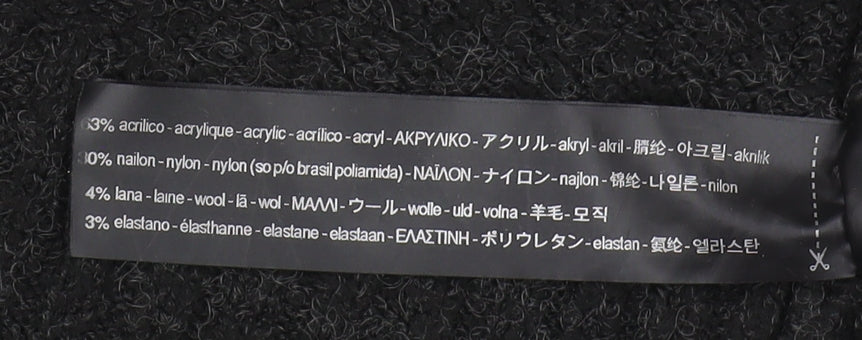 63% acrilico - acrylique - acrylic - acrílico - acryl - ΑΚΡΥΛΙΚΟ - アクリル - akryl - akril - 腈纶 - 아크릴 - akrilik
30% nailon - nylon - nylon (so p/o brasil poliamida) - ΝΑΪΛΟΝ - ナイロン - najlon - 锦纶 - 나일론 - nilon
4% lana - laine - wool - lã - wol - ΜΑΛΛΙ - ウール - wolle - uld - volna - 羊毛 - 모직
3% elastano - élasthanne - elastane - elastaan - ΕΛΑΣΤΙΝΗ - ポリウレタン - elastan - 氨纶 - 엘라스탄